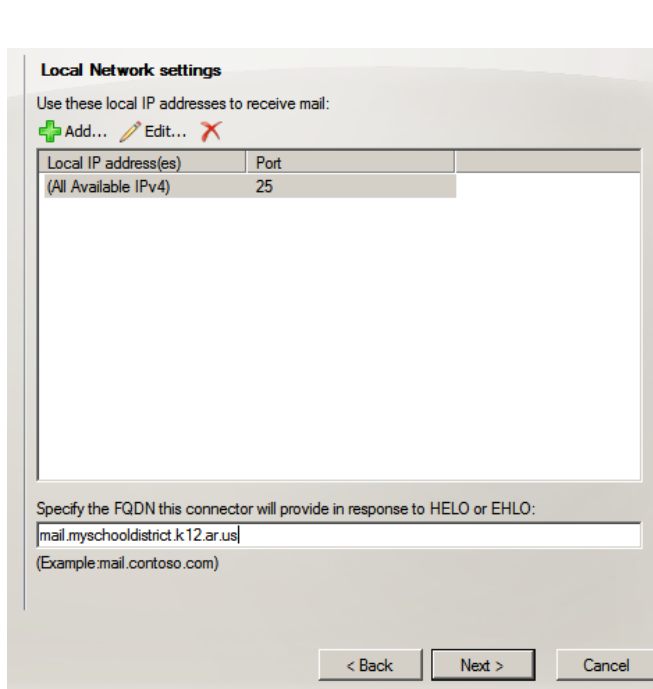 Local Network settings
Use these local IP addresses to receive mail:
Add... Edit...
Local IP address(es) Port
(All Available IPv4) 25
Specify the FQDN this connector will provide in response to HELO or EHLO:
mail.myschooldistrict.k12.ar.us
(Example:mail.contoso.com)
< Back Next > Cancel